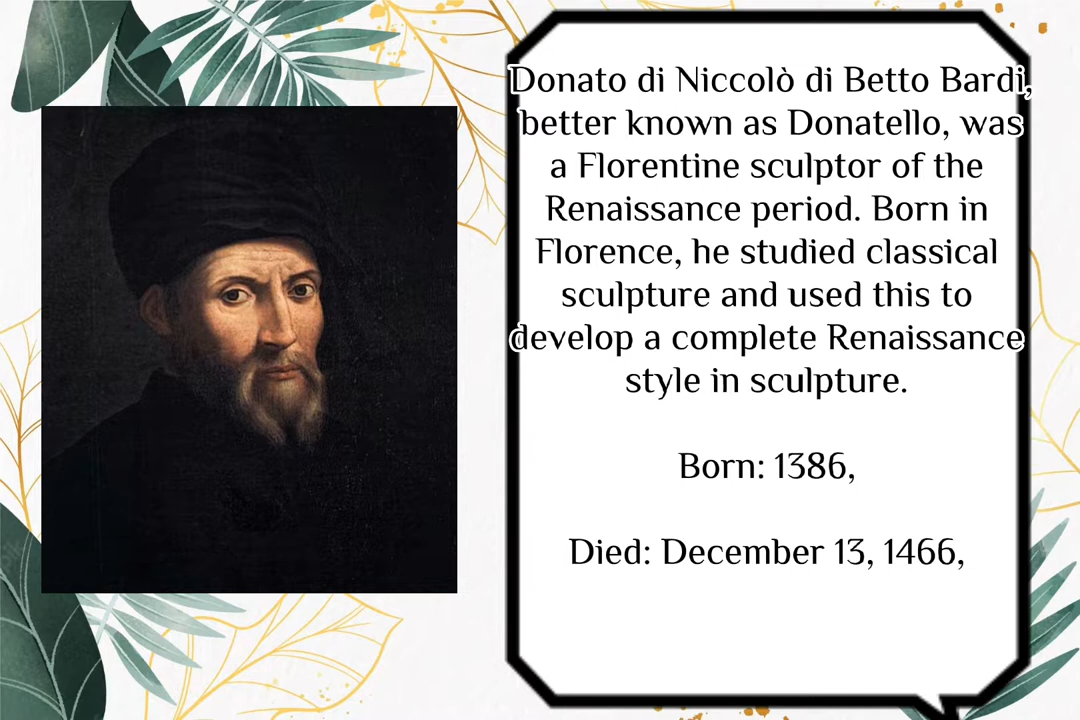 Donato di Niccolò di Betto Bardi,
better known as Donatello, was
a Florentine sculptor of the
Renaissance period. Born in
Florence, he studied classical
sculpture and used this to
develop a complete Renaissance
style in sculpture.
Born: 1386,
Died: December 13, 1466,